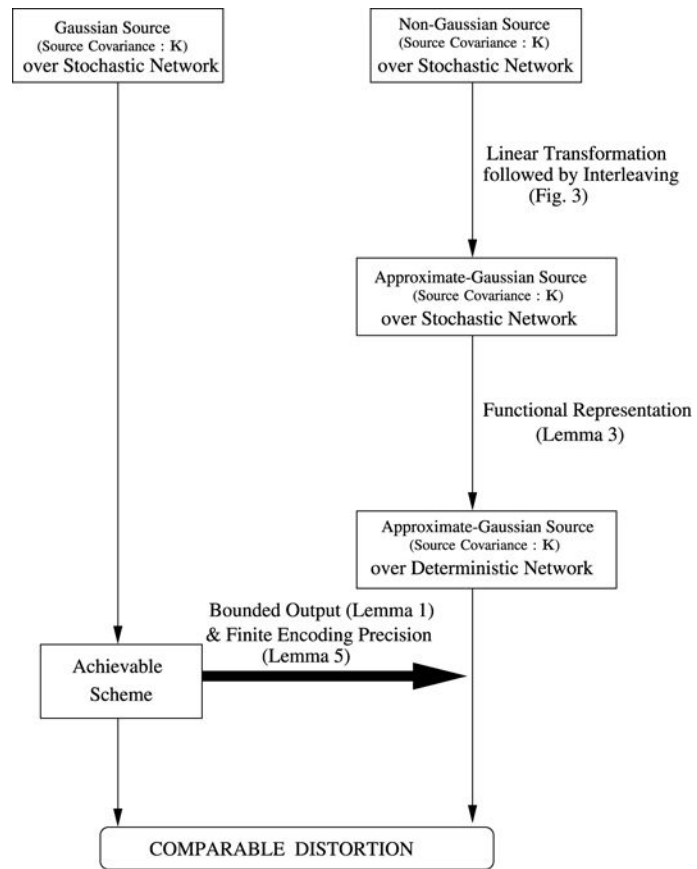 Gaussian Source
(Source Covariance : K)
over Stochastic Network
Non-Gaussian Source
(Source Covariance : K)
over Stochastic Network
Linear Transformation
followed by Interleaving
(Fig. 3)
Approximate-Gaussian Source
(Source Covariance : K)
over Stochastic Network
Functional Representation
(Lemma 3)
Approximate-Gaussian Source
(Source Covariance : K)
over Deterministic Network
Bounded Output (Lemma 1)
& Finite Encoding Precision
(Lemma 5)
Achievable
Scheme
COMPARABLE DISTORTION